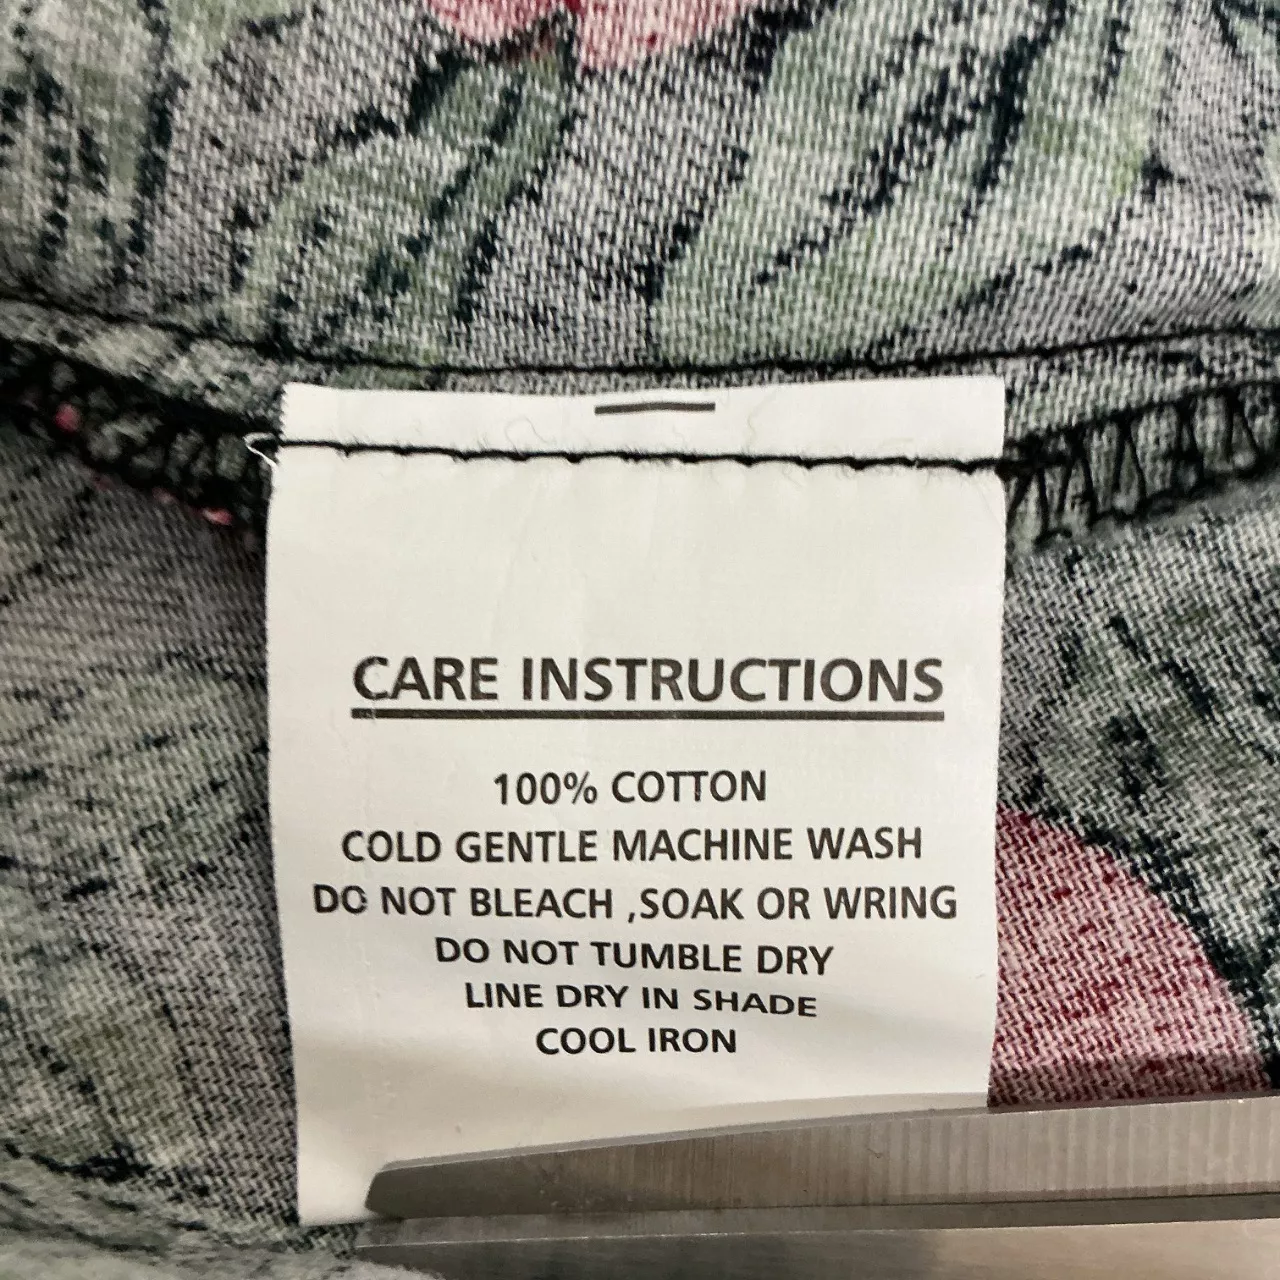 CARE INSTRUCTIONS
100% COTTON
COLD GENTLE MACHINE WASH
DO NOT BLEACH ,SOAK OR WRING
DO NOT TUMBLE DRY
LINE DRY IN SHADE
COOL IRON